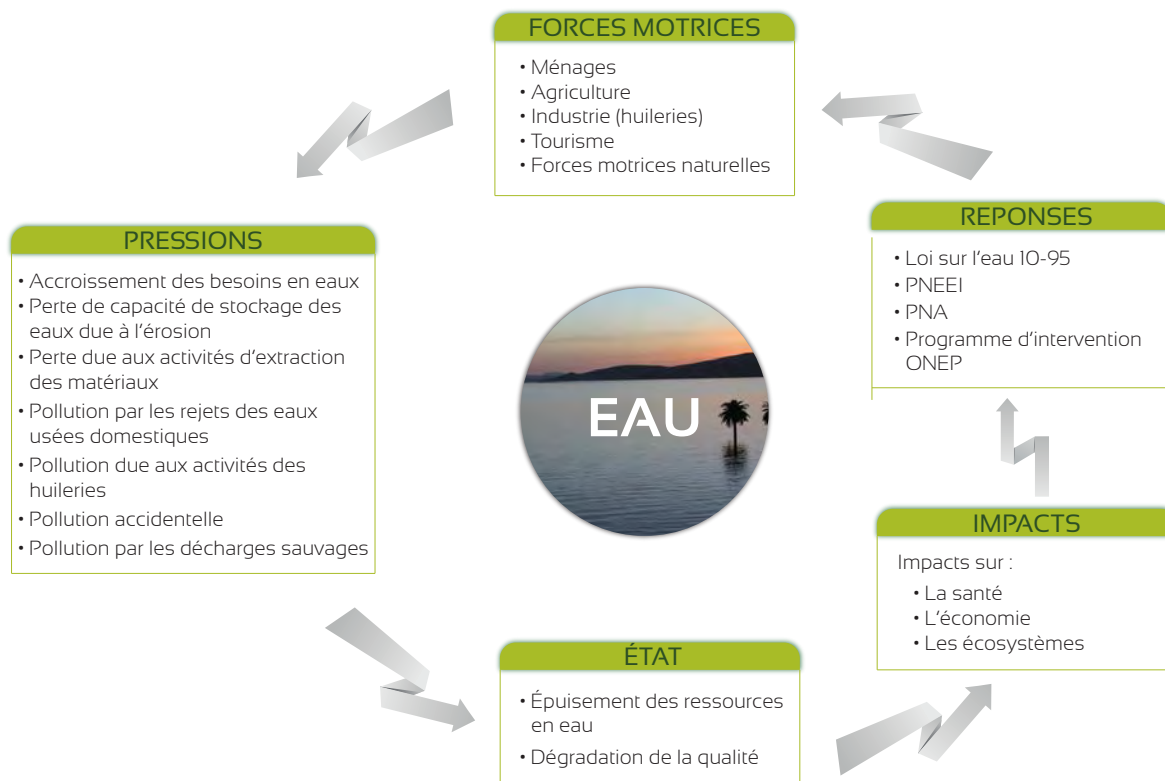 FORCES MOTRICES
• Ménages
• Agriculture
• Industrie (huileries)
• Tourisme
• Forces motrices naturelles
PRESSIONS
• Accroissement des besoins en eaux
• Perte de capacité de stockage des
eaux due à l'érosion
• Perte due aux activités d'extraction
des matériaux
• Pollution par les rejets des eaux
usées domestiques
• Pollution due aux activités des
huileries
• Pollution accidentelle
• Pollution par les décharges sauvages
EAU
ÉTAT
• Épuisement des ressources
en eau
• Dégradation de la qualité
IMPACTS
Impacts sur :
• La santé
• L'économie
• Les écosystèmes
REPONSES
• Loi sur l'eau 10-95
• PNEEI
• PNA
• Programme d'intervention
ONEP